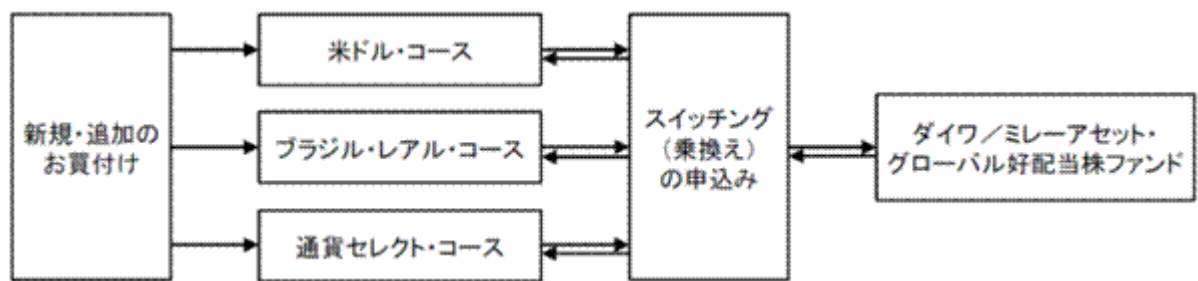 新規・追加の
お買付け
米ドル・コース
ブラジル・レアル・コース
通貨セレクト・コース
スイッチング
（乗換え）
の申込み
ダイワ／ミレーアセット・
グローバル好配当株ファンド